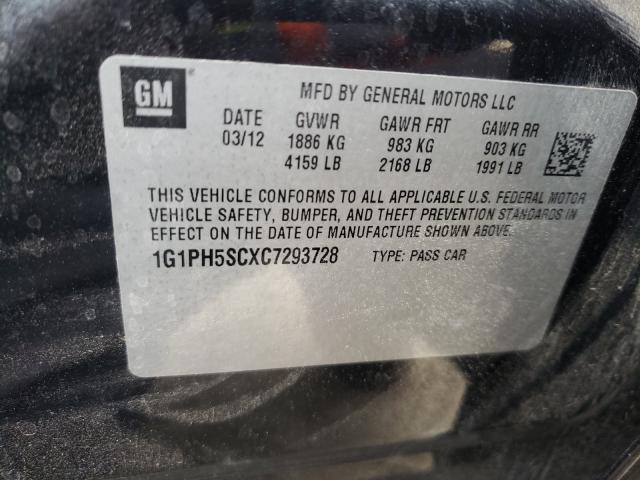 GM
®
MFD BY GENERAL MOTORS LLC
DATE GVWR GAWR FRT GAWR RR
03/12 1886 KG 983 KG 903 KG
4159 LB 2168 LB 1991 LB
THIS VEHICLE CONFORMS TO ALL APPLICABLE U.S. FEDERAL MOTOR
VEHICLE SAFETY, BUMPER, AND THEFT PREVENTION STANDARDS IN
EFFECT ON THE DATE OF MANUFACTURE SHOWN ABOVE.
1G1PH5SCXC7293728 TYPE: PASS CAR